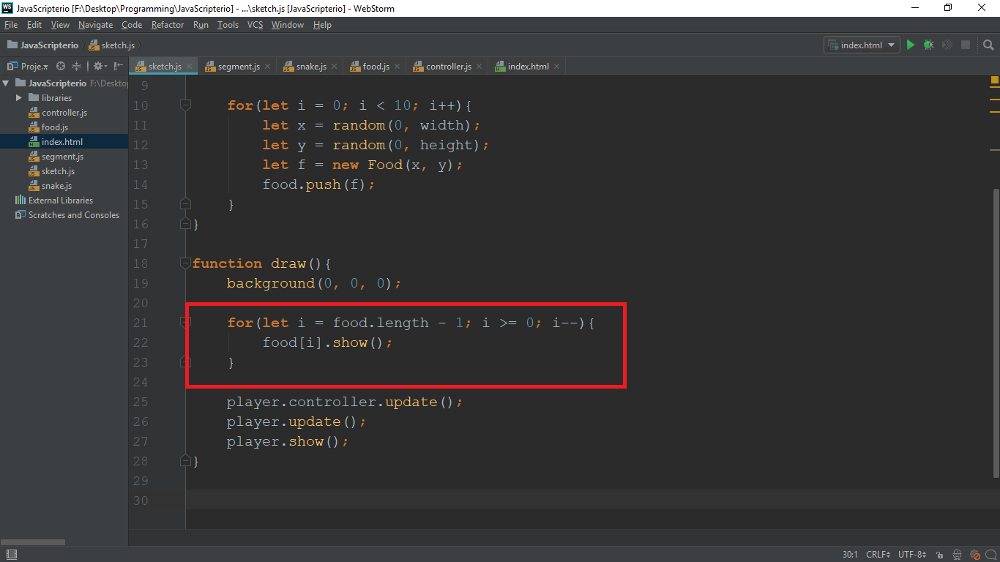 JavaScripterio [F:\Desktop\Programming\JavaScripterio] - ...\sketch.js [JavaScripterio] - WebStorm
File Edit View Navigate Code Refactor Run Tools VCS Window Help
JavaScripterio sketch.js index.html
Proje.. sketch.js segment.js snake.js food.js controller.js index.html
JavaScripterio F:\Desktop
libraries
controller.js
food.js
index.html
segment.js
sketch.js
snake.js
External Libraries
Scratches and Consoles
9
10 for(let i = 0; i < 10; i++){
11 let x = random(0, width);
12 let y = random(0, height);
13 let f = new Food(x, y);
14 food.push(f);
15 }
16 }
17
18 function draw(){
19 background(0, 0, 0);
20
21 for(let i = food.length - 1; i >= 0; i--){
22 food[i].show();
23 }
24
25 player.controller.update();
26 player.update();
27 player.show();
28 }
29
30
30:1 CRLF UTF-8